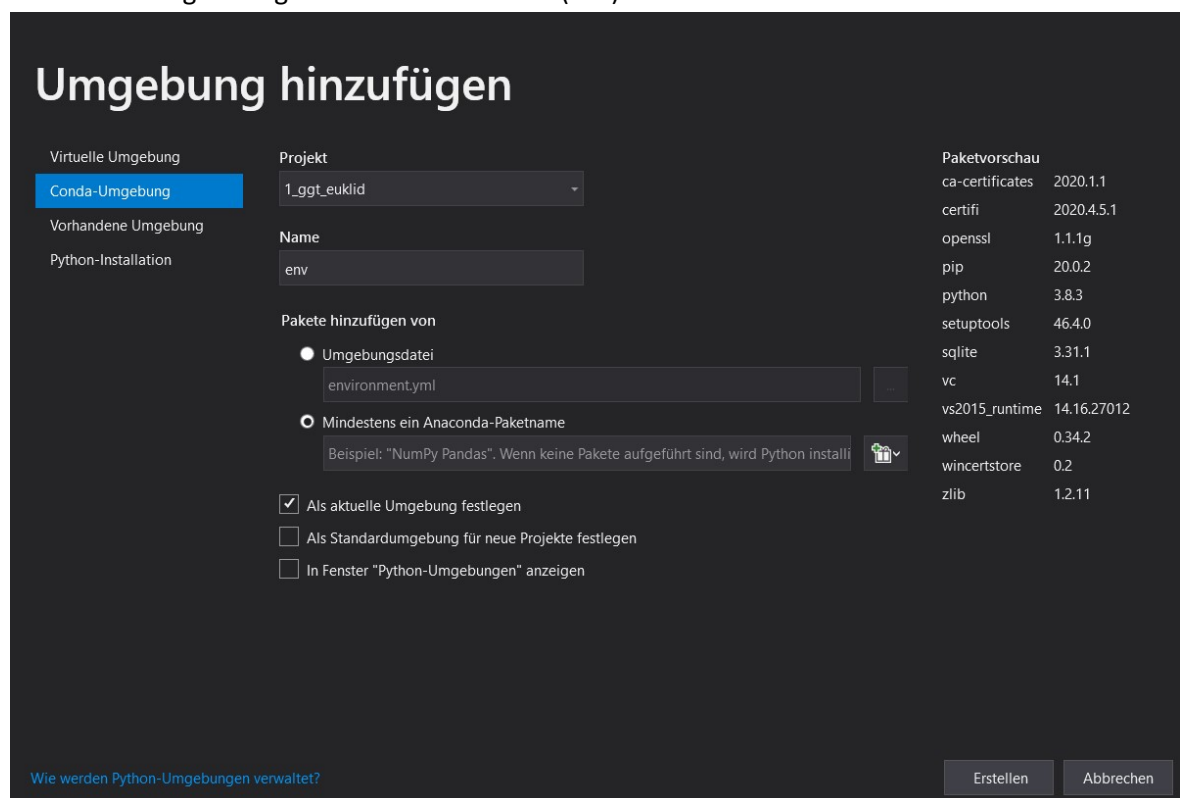 Umgebung hinzufügen
Virtuelle Umgebung
Conda-Umgebung
Vorhandene Umgebung
Python-Installation
Projekt
1_ggt_euklid
Name
env
Pakete hinzufügen von
Umgebungsdatei
environment.yml
...
Mindestens ein Anaconda-Paketname
Beispiel: "NumPy Pandas". Wenn keine Pakete aufgeführt sind, wird Python installi
Als aktuelle Umgebung festlegen
Als Standardumgebung für neue Projekte festlegen
In Fenster "Python-Umgebungen" anzeigen
Paketvorschau
ca-certificates 2020.1.1
certifi 2020.4.5.1
openssl 1.1.1g
pip 20.0.2
python 3.8.3
setuptools 46.4.0
sqlite 3.31.1
vc 14.1
vs2015_runtime 14.16.27012
wheel 0.34.2
wincertstore 0.2
zlib 1.2.11
Wie werden Python-Umgebungen verwaltet?
Erstellen
Abbrechen